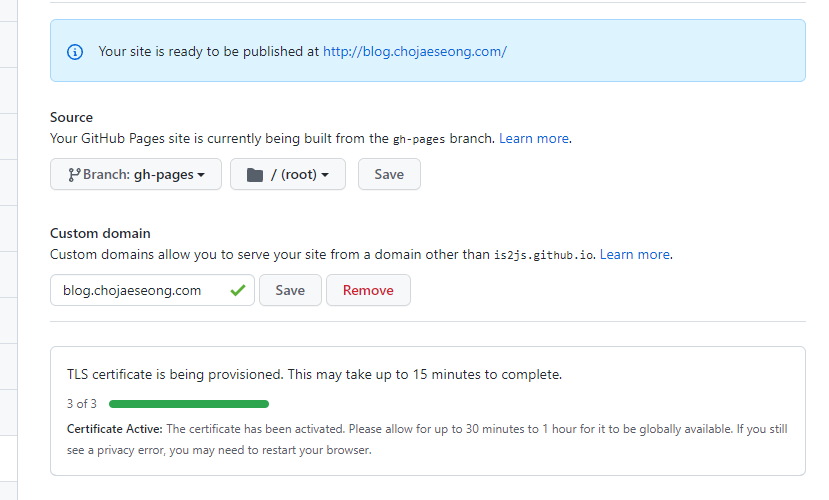 Your site is ready to be published at http://blog.chojaeseong.com/
Source
Your GitHub Pages site is currently being built from the gh-pages branch. Learn more.
Branch: gh-pages / (root) Save
Custom domain
Custom domains allow you to serve your site from a domain other than is2js.github.io. Learn more.
blog.chojaeseong.com Save Remove
TLS certificate is being provisioned. This may take up to 15 minutes to complete.
3 of 3
Certificate Active: The certificate has been activated. Please allow for up to 30 minutes to 1 hour for it to be globally available. If you still
see a privacy error, you may need to restart your browser.